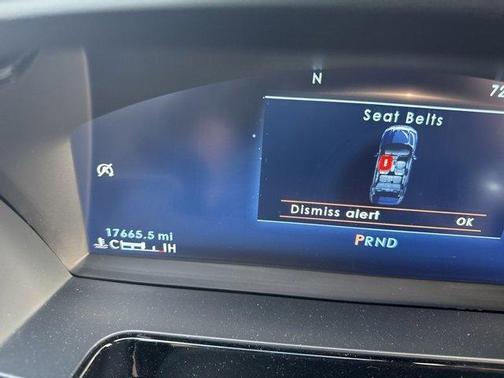 N
72
Seat Belts
Dismiss alert OK
17665.5 mi
C H
PRND